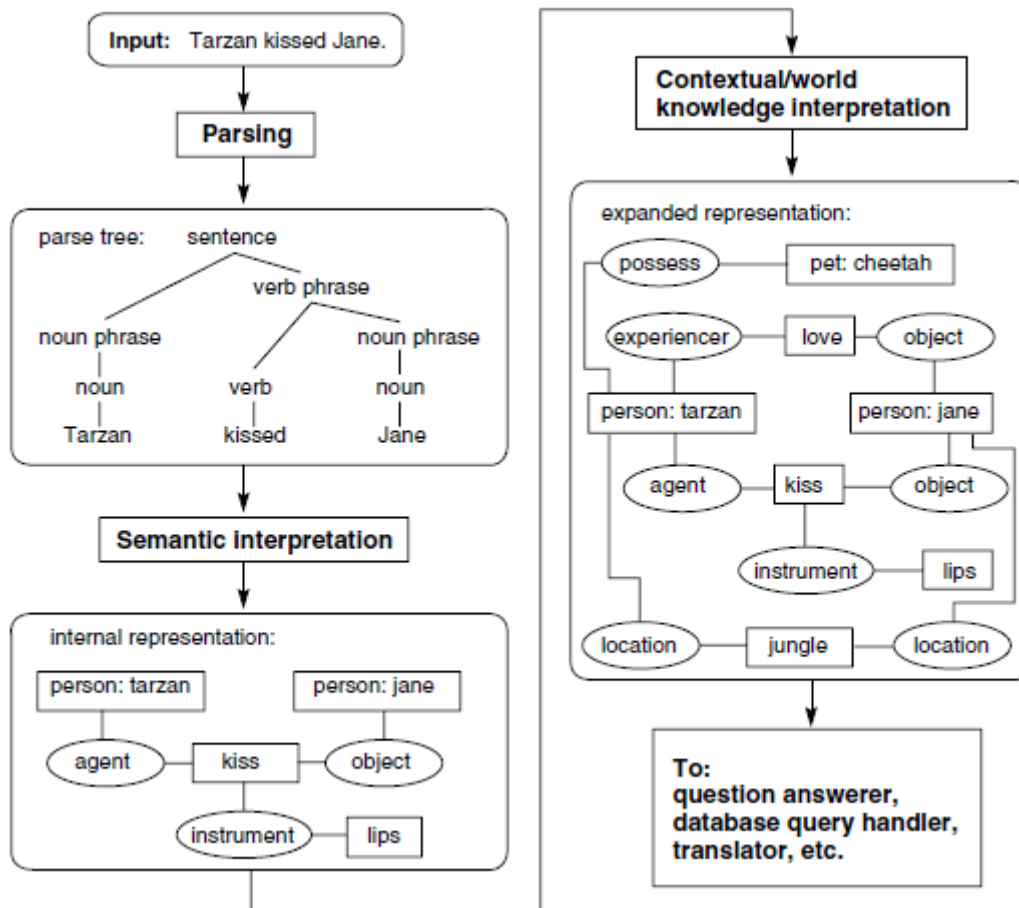 Input: Tarzan kissed Jane.
Parsing
parse tree: sentence
verb phrase
noun phrase noun phrase
noun verb noun
Tarzan kissed Jane
Semantic interpretation
internal representation:
person: tarzan person: jane
agent kiss object
instrument lips
Contextual/world
knowledge interpretation
expanded representation:
possess pet: cheetah
experiencer love object
person: tarzan person: jane
agent kiss object
instrument lips
location jungle location
To:
question answerer,
database query handler,
translator, etc.